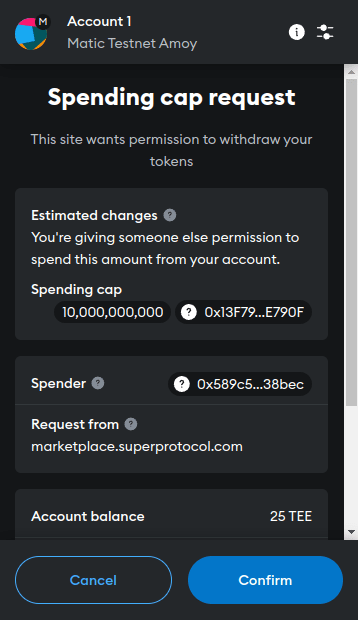 M
Account 1
Matic Testnet Amoy
Spending cap request
This site wants permission to withdraw your
tokens
Estimated changes
You're giving someone else permission to
spend this amount from your account.
Spending cap
10,000,000,000 ? 0x13F79...E790F
Spender ? 0x589c5...38bec
Request from
marketplace.superprotocol.com
Account balance 25 TEE
Cancel Confirm